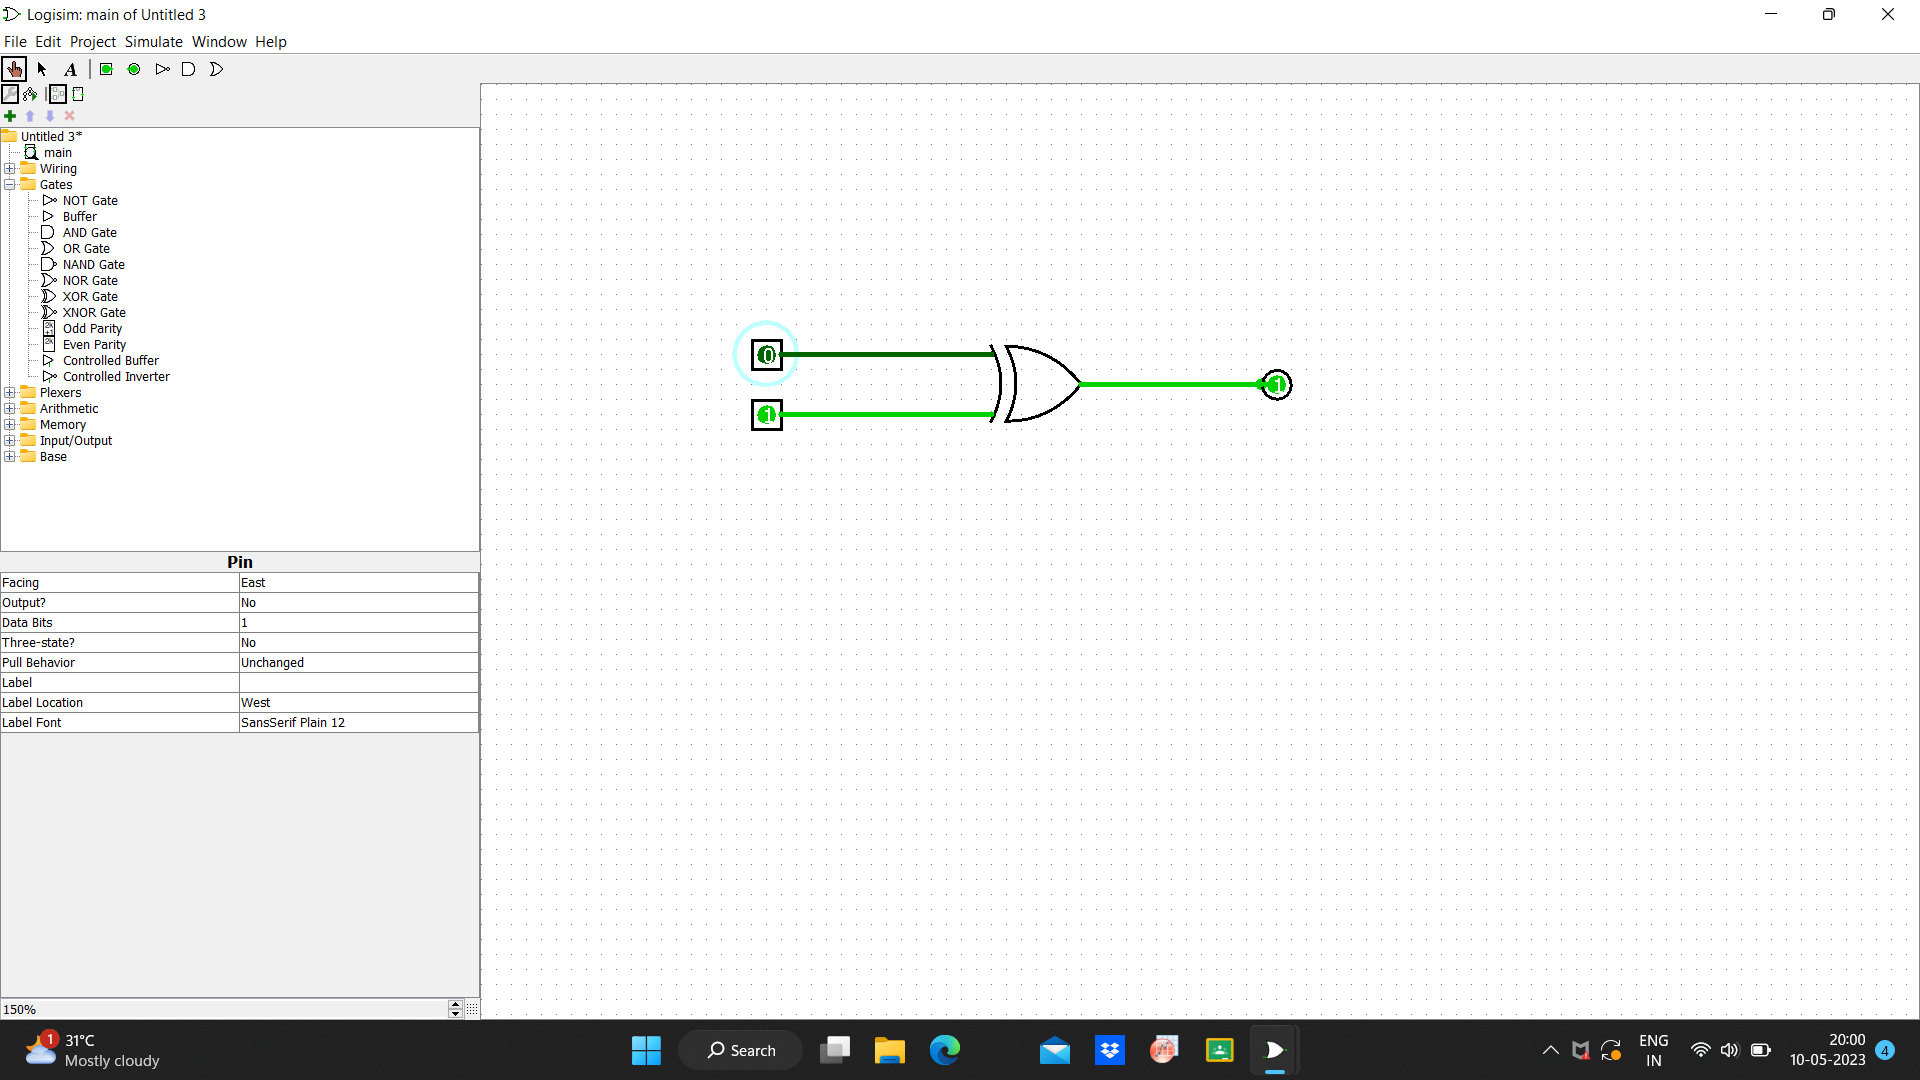 Logisim: main of Untitled 3
File Edit Project Simulate Window Help
A
Untitled 3*
main
Wiring
Gates
NOT Gate
Buffer
AND Gate
OR Gate
NAND Gate
NOR Gate
XOR Gate
XNOR Gate
Odd Parity
Even Parity
Controlled Buffer
Controlled Inverter
Plexers
Arithmetic
Memory
Input/Output
Base
0
1
1
Pin
Facing East
Output? No
Data Bits 1
Three-state? No
Pull Behavior Unchanged
Label
Label Location West
Label Font SansSerif Plain 12
150%
1
31°C
Mostly cloudy
Search
ENG
IN
20:00
10-05-2023
4